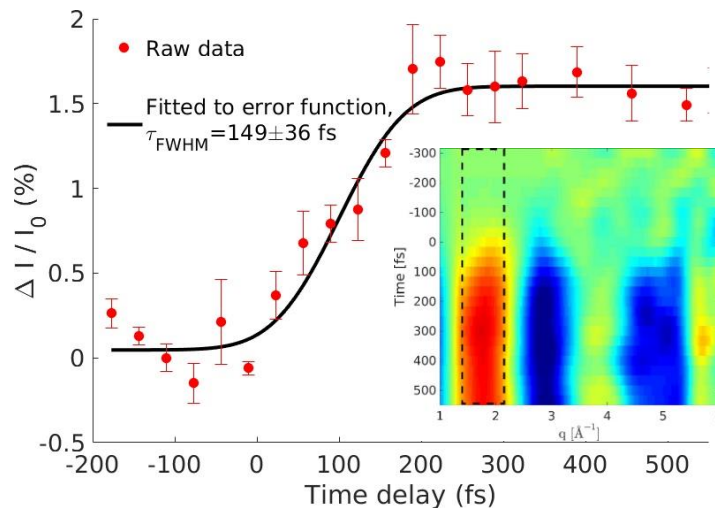 2
1.5
1
0.5
0
-0.5
Δ I / I₀ (%)
Raw data
Fitted to error function,
τ_FWHM=149±36 fs
-200 -100 0 100 200 300 400 500
Time delay (fs)
-300
-200
-100
0
100
200
300
400
500
Time [fs]
1 2 3 4 5
q [Å⁻¹]